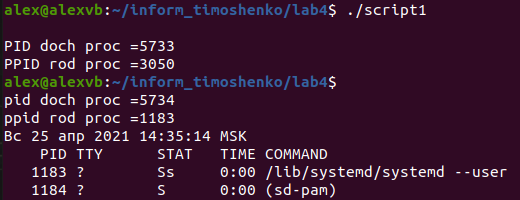 alex@alexvb:~/inform_timoshenko/lab4$ ./script1

PID doch proc =5733
PPID rod proc =3050
alex@alexvb:~/inform_timoshenko/lab4$
pid doch proc =5734
ppid rod proc =1183
Вс 25 апр 2021 14:35:14 MSK
    PID TTY      STAT   TIME COMMAND
   1183 ?        Ss     0:00 /lib/systemd/systemd --user
   1184 ?        S      0:00 (sd-pam)